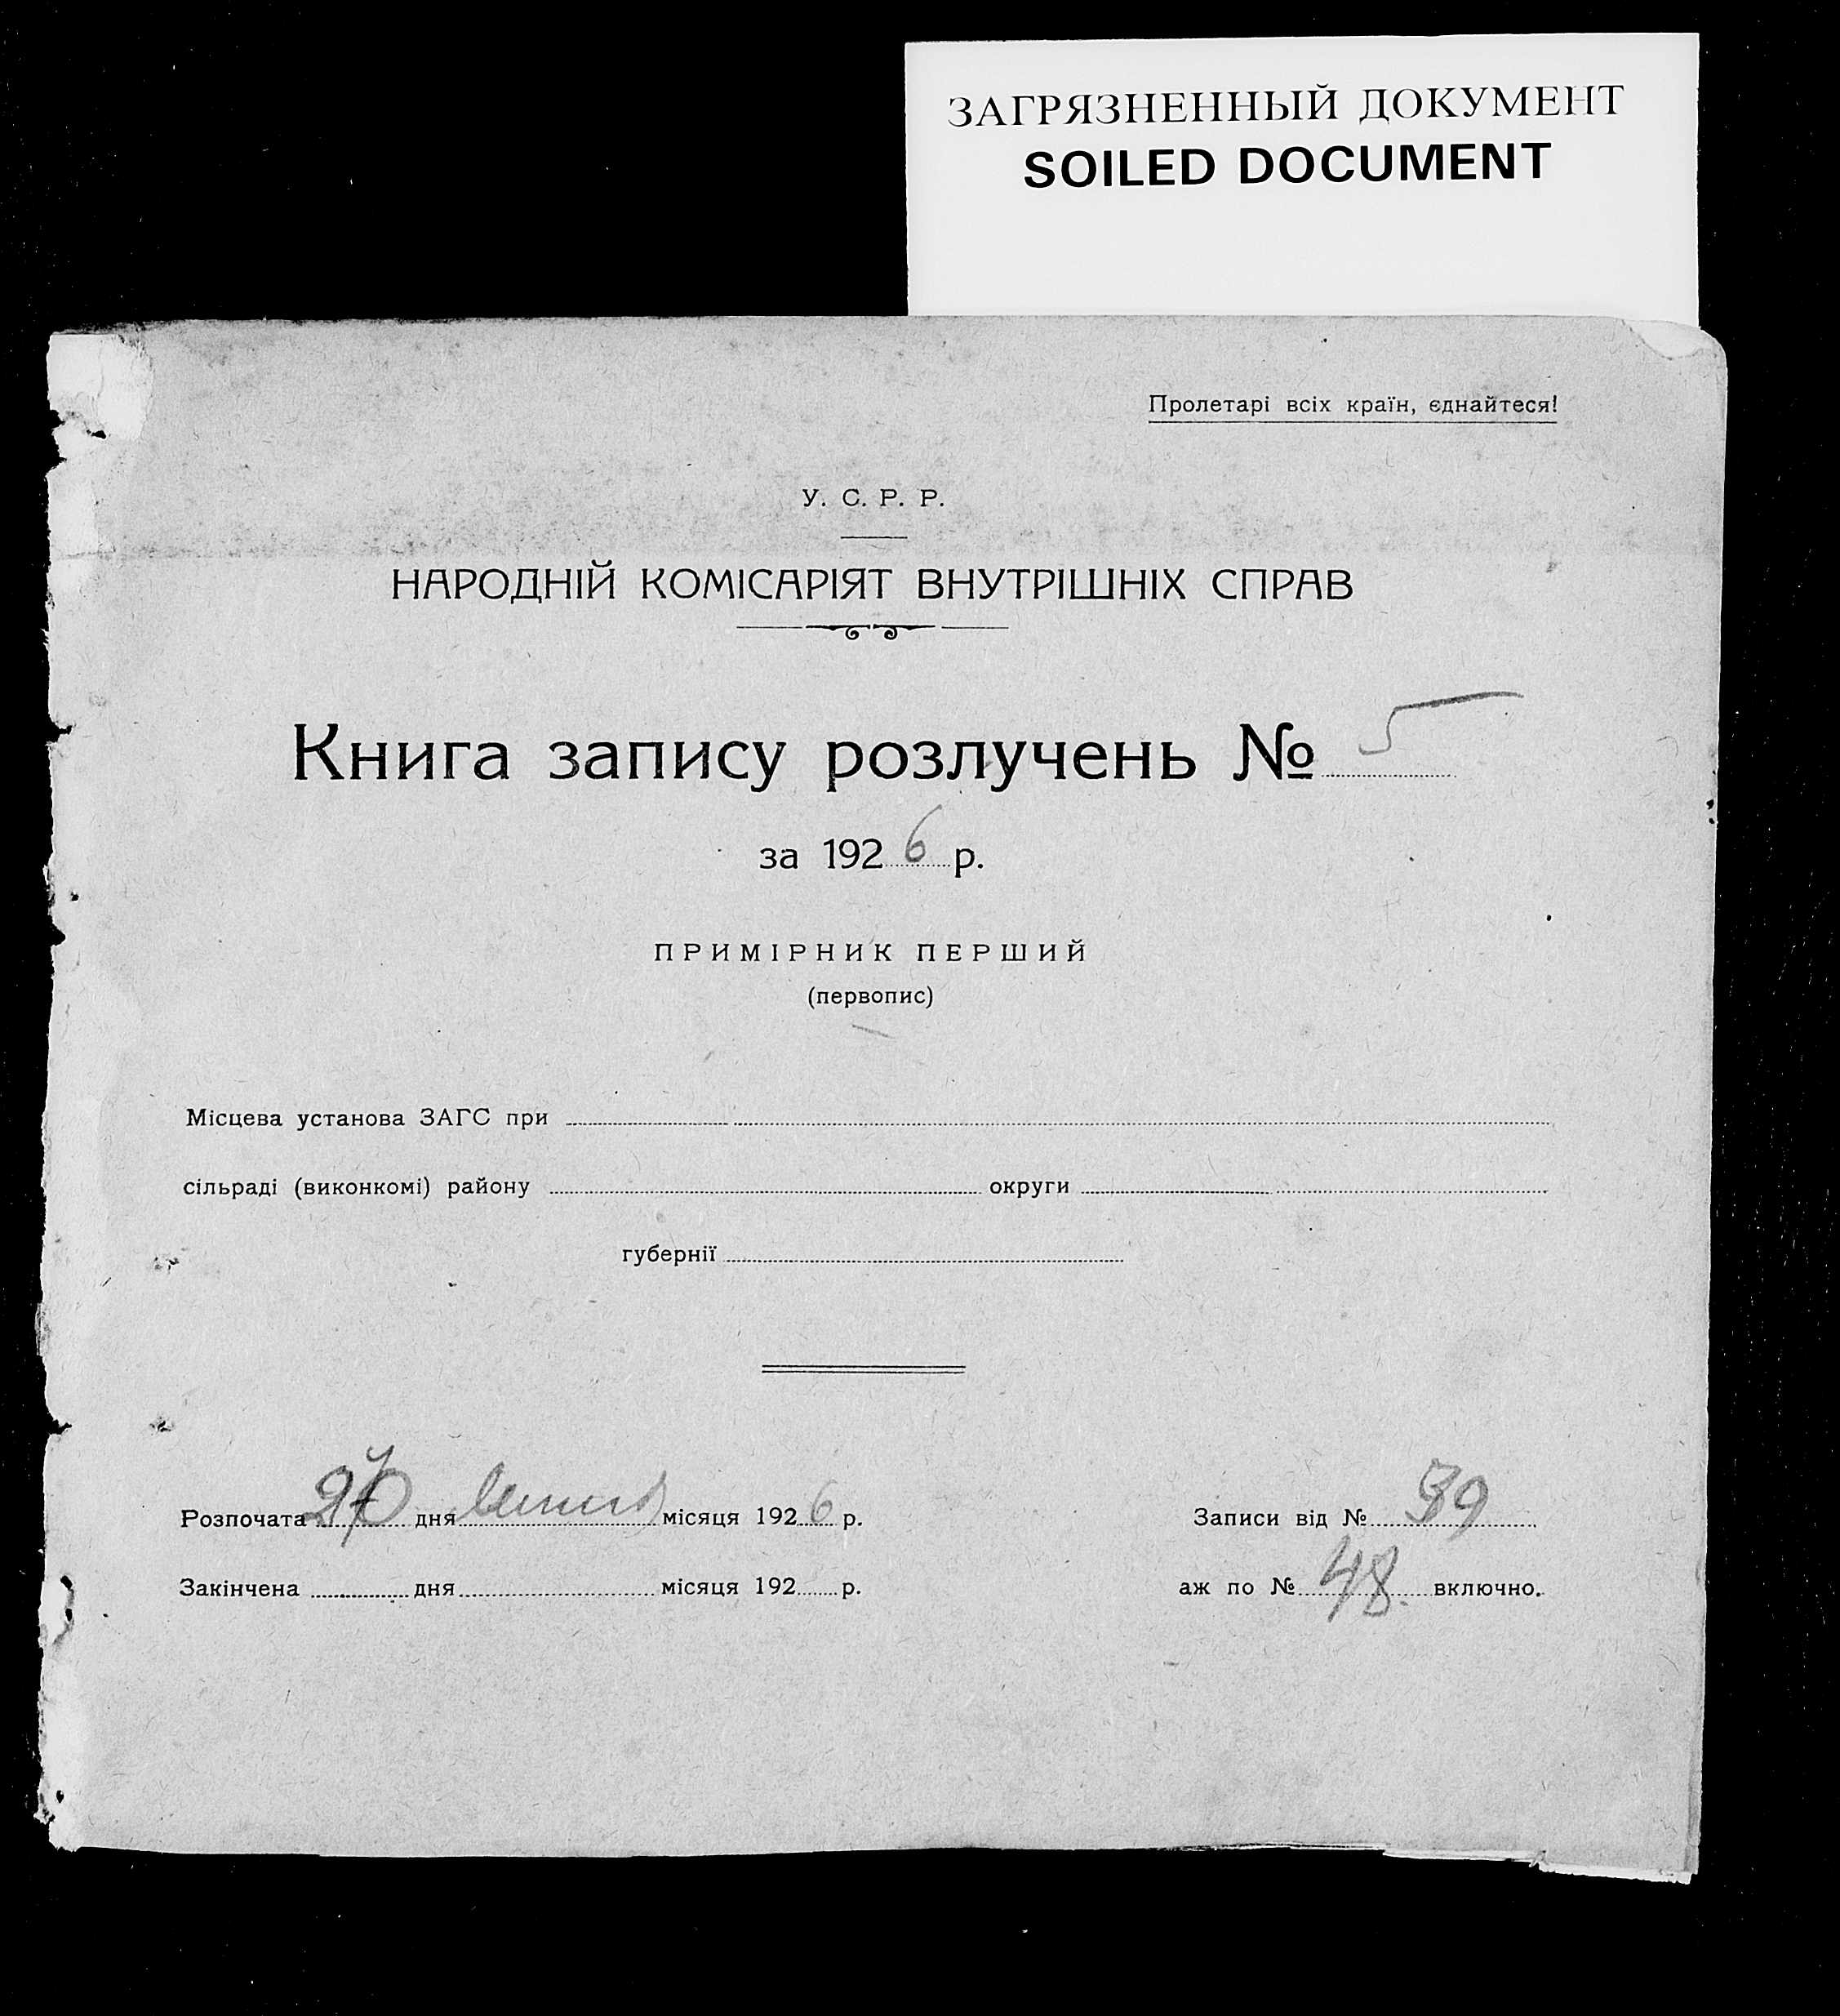 ЗАГРЯЗНЕННЫЙ ДОКУМЕНТ
SOILED DOCUMENT
Пролетарі всіх країн, єднайтеся!
У. С. Р. Р.
НАРОДНІЙ КОМІСАРІЯТ ВНУТРІШНІХ СПРАВ
Книга запису розлучень № 5
за 1926 р.
ПРИМІРНИК ПЕРШИЙ
(первопис)
Місцева установа ЗАГС при
сільраді (виконкомі) району округи
губернії
Розпочата дня місяця 1926 р.
Записи від № 39
Закінчена дня місяця 192 р.
аж по № 48 включно.